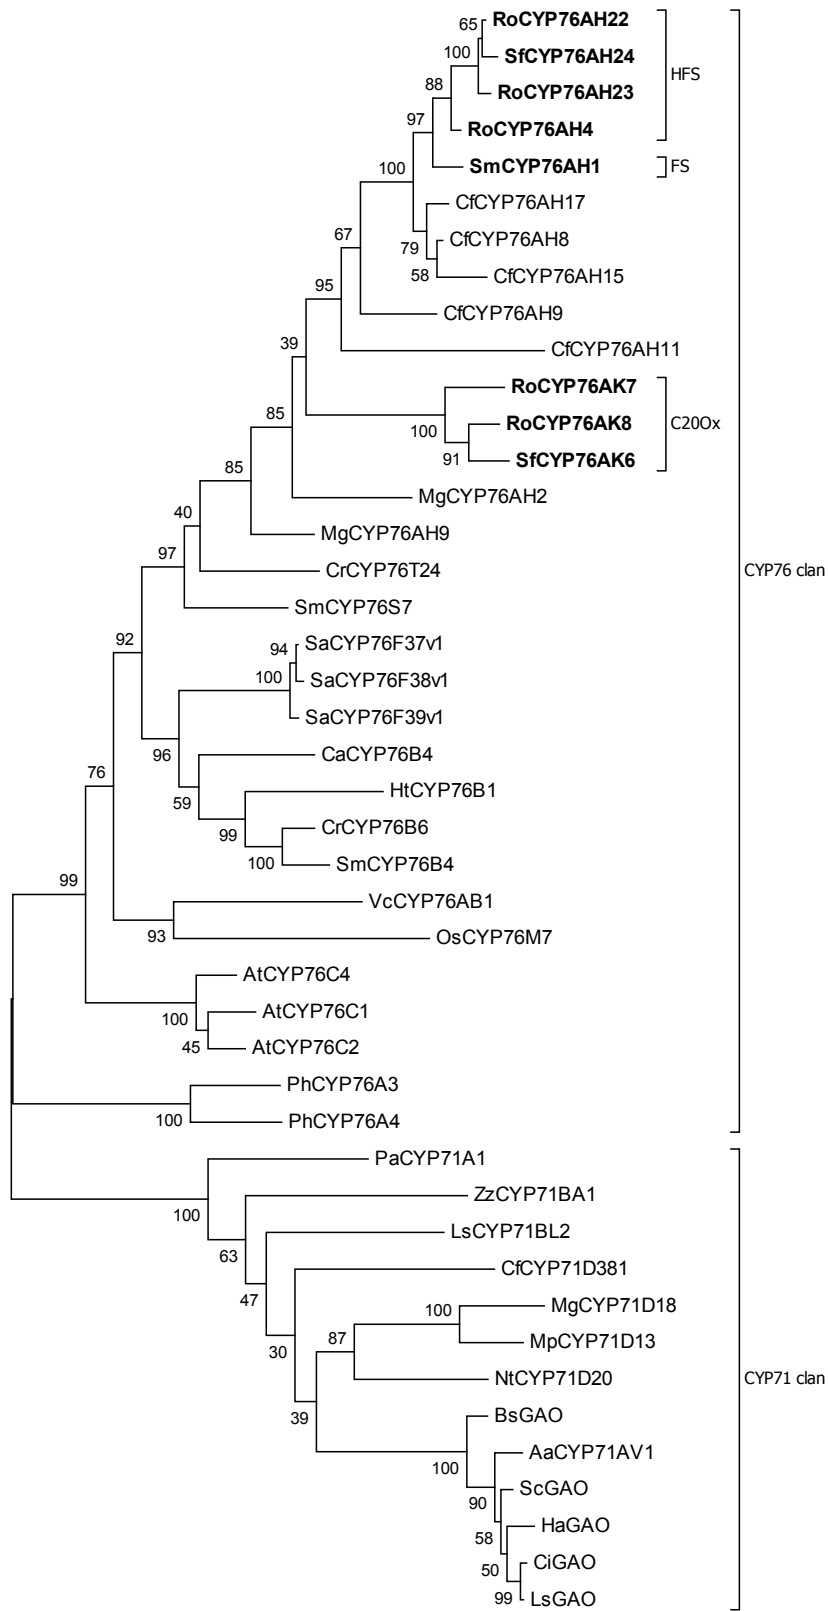 65
RoCYP76AH22
100
SfCYP76AH24
HFS
88
RoCYP76AH23
97
RoCYP76AH4
100
SmCYP76AH1
FS
CfCYP76AH17
67
79
CfCYP76AH8
58
CfCYP76AH15
95
CfCYP76AH9
39
CfCYP76AH11
RoCYP76AK7
85
100
RoCYP76AK8
C20Ox
91
SfCYP76AK6
85
MgCYP76AH2
40
MgCYP76AH9
97
CrCYP76T24
CYP76 clan
SmCYP76S7
92
94
SaCYP76F37v1
100
SaCYP76F38v1
SaCYP76F39v1
96
CaCYP76B4
76
59
HtCYP76B1
99
CrCYP76B6
100
SmCYP76B4
99
VcCYP76AB1
93
OsCYP76M7
AtCYP76C4
100
AtCYP76C1
45
AtCYP76C2
PhCYP76A3
100
PhCYP76A4
PaCYP71A1
100
ZzCYP71BA1
63
LsCYP71BL2
47
CfCYP71D381
100
MgCYP71D18
30
87
MpCYP71D13
NtCYP71D20
CYP71 clan
39
BsGAO
100
AaCYP71AV1
90
ScGAO
58
HaGAO
50
CiGAO
99
LsGAO